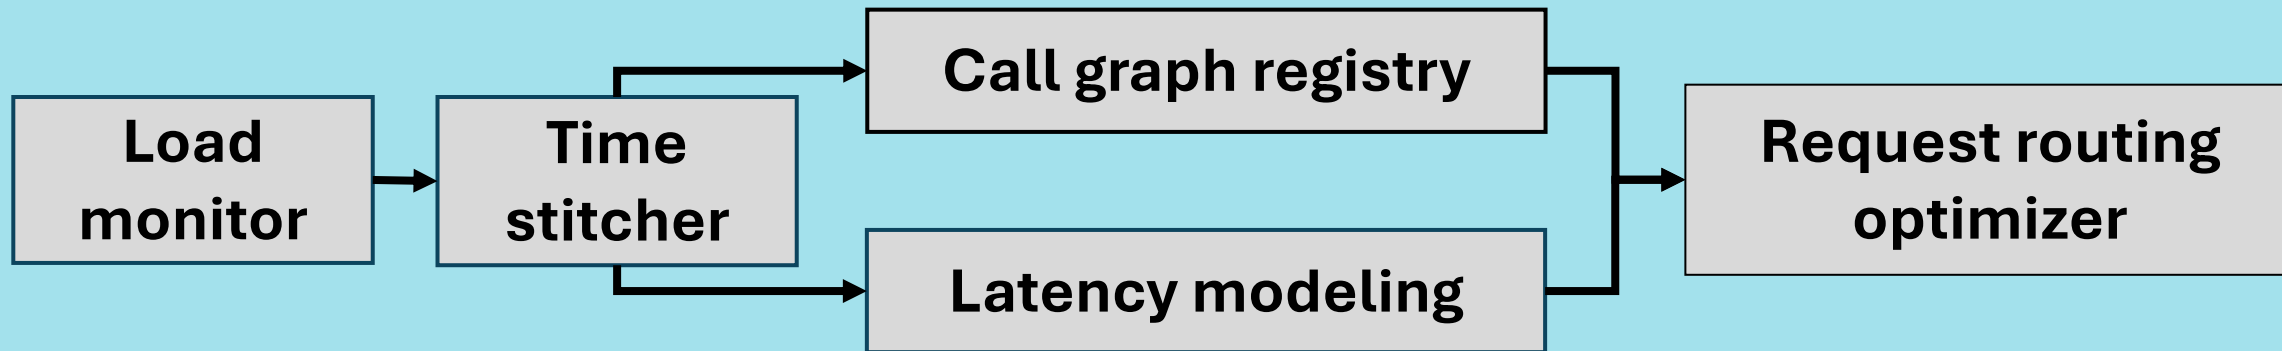 Load
monitor
Time
stitcher
Call graph registry
Latency modeling
Request routing
optimizer